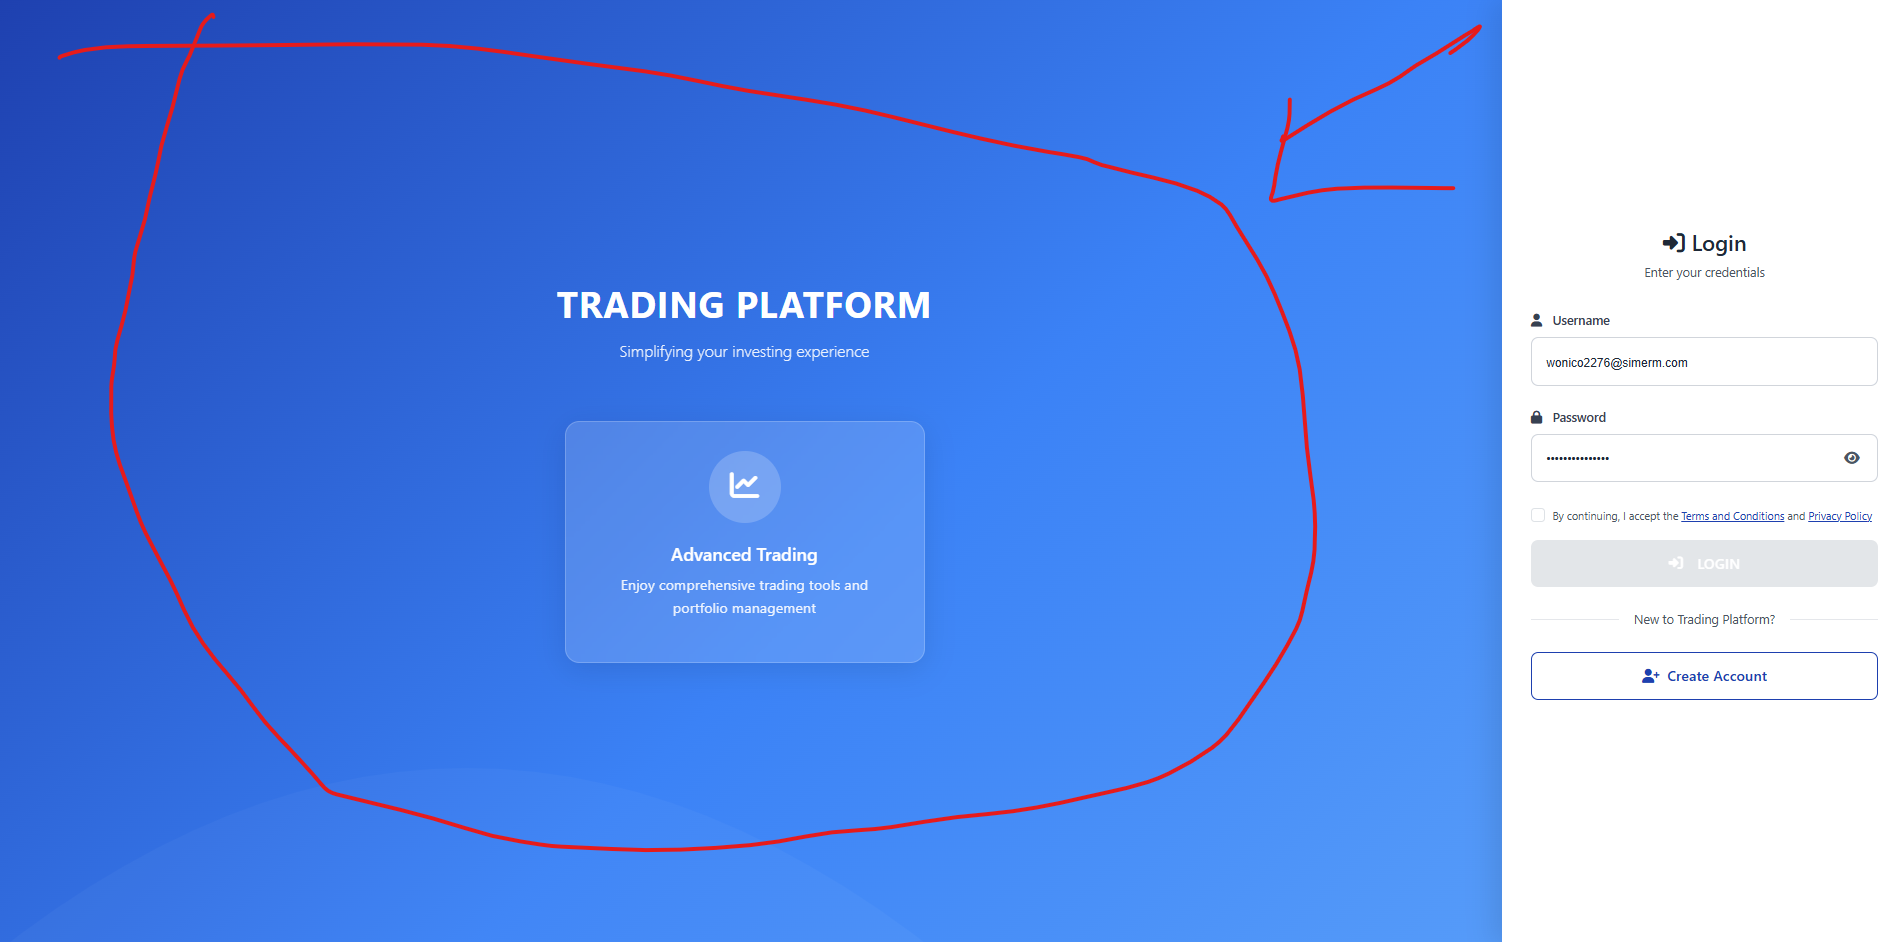 TRADING PLATFORM
Simplifying your investing experience
Advanced Trading
Enjoy comprehensive trading tools and
portfolio management
Login
Enter your credentials
Username
wonico2276@simerm.com
Password
•••••••••••••••
By continuing, I accept the Terms and Conditions and Privacy Policy
LOGIN
New to Trading Platform?
Create Account